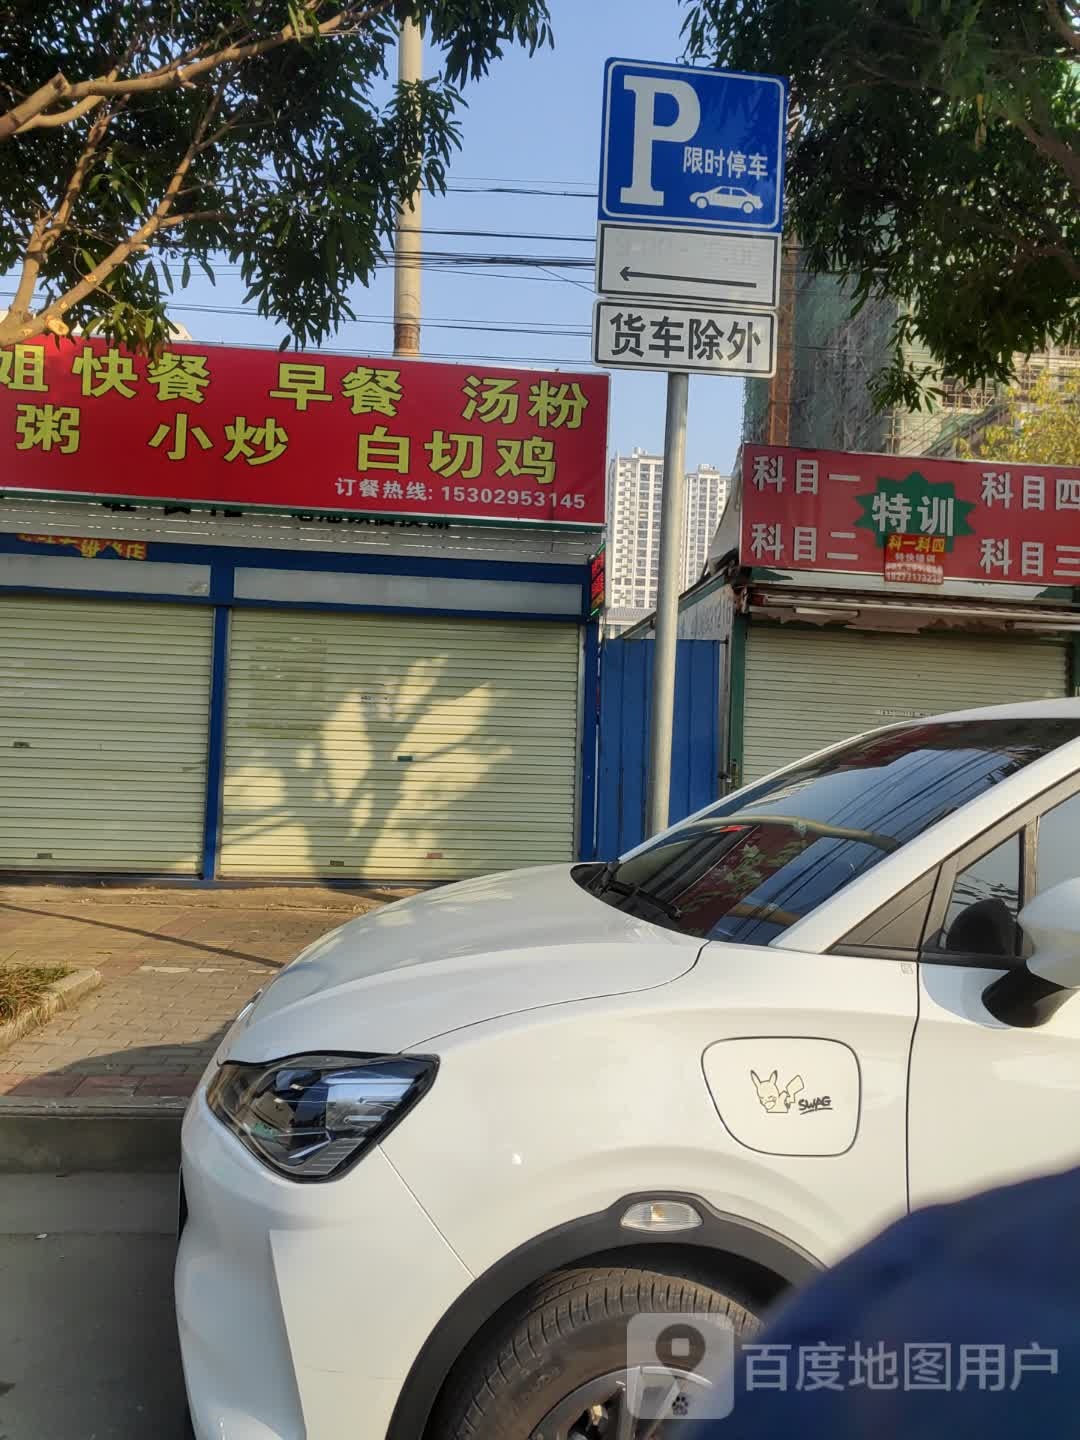 P
限时停车
货车除外
姐 快餐 早餐 汤粉
粥 小炒 白切鸡
订餐热线: 15302953145
科目一 特训 科目四
科一科四
科目二 科目三
SWAG
百度地图用户